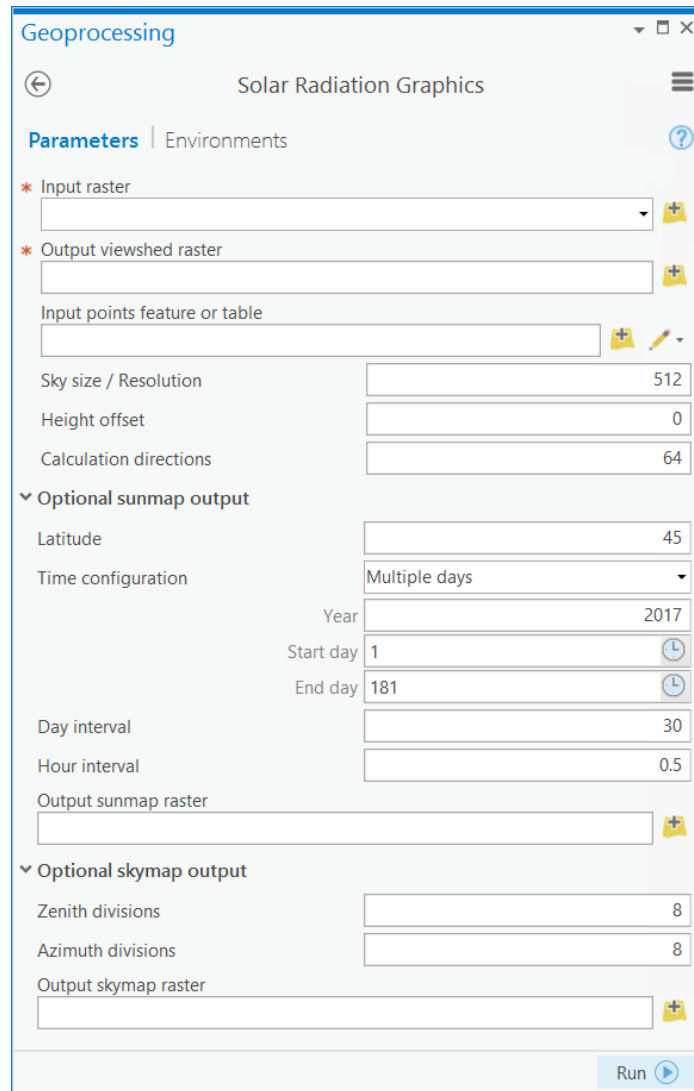 Geoprocessing
Solar Radiation Graphics
Parameters | Environments
* Input raster
* Output viewshed raster
Input points feature or table
Sky size / Resolution 512
Height offset 0
Calculation directions 64
Optional sunmap output
Latitude 45
Time configuration Multiple days
Year 2017
Start day 1
End day 181
Day interval 30
Hour interval 0.5
Output sunmap raster
Optional skymap output
Zenith divisions 8
Azimuth divisions 8
Output skymap raster
Run